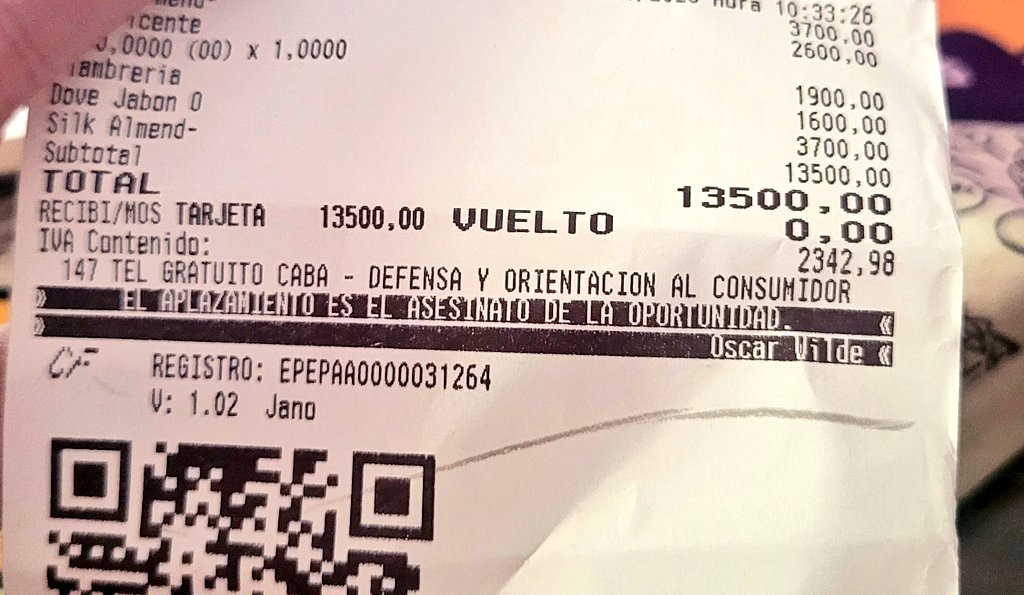 Hora 10:33:26
3700,00
icente 2600,00
,0000 (00) x 1,0000
iambreria 1900,00
Dove Jabon O 1600,00
Silk Almend- 3700,00
Subtotal 13500,00
TOTAL 13500,00
RECIBI/MOS TARJETA 13500,00 VUELTO 0,00
IVA Contenido: 2342,98
147 TEL GRATUITO CABA - DEFENSA Y ORIENTACION AL CONSUMIDOR
» EL APLAZAMIENTO ES EL ASESINATO DE LA OPORTUNIDAD. «
» Oscar Wilde «
CF REGISTRO: EPEPAA0000031264
V: 1.02 Jano